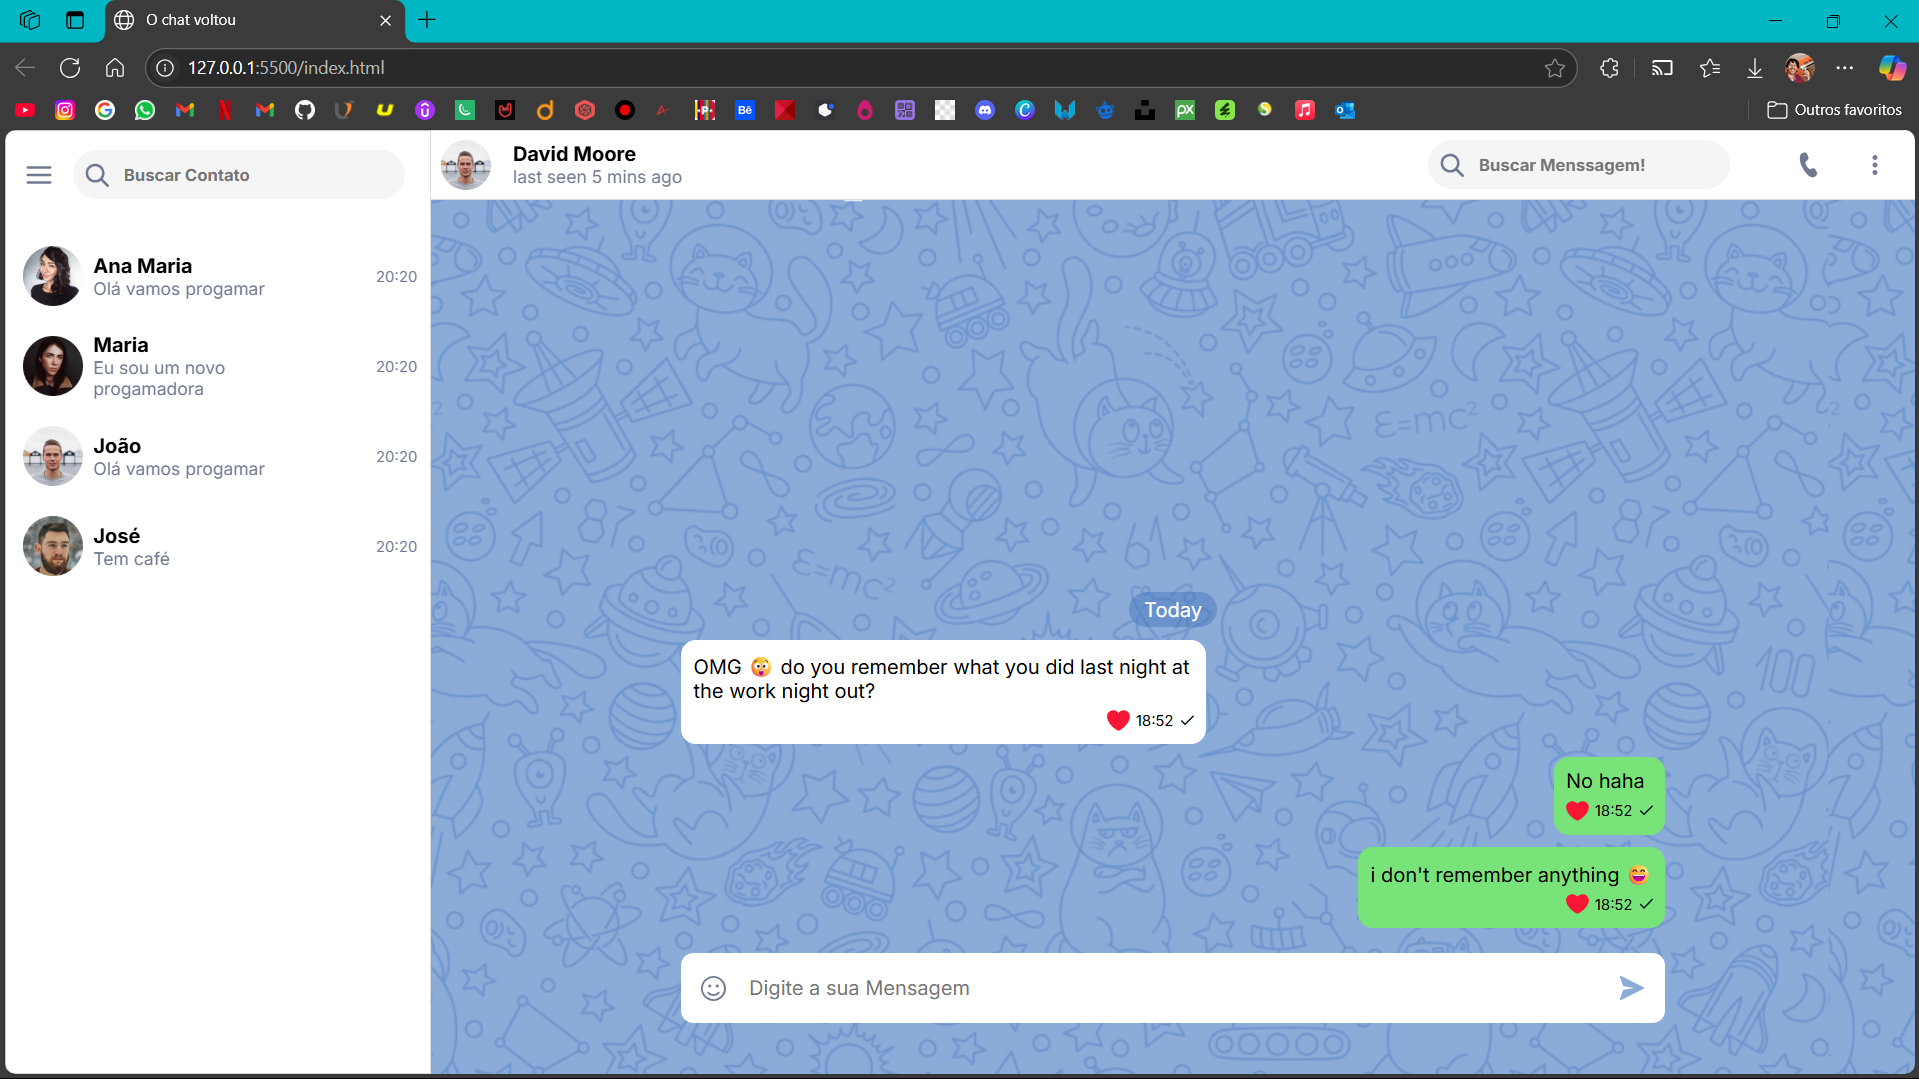 O chat voltou
127.0.0.1:5500/index.html
Outros favoritos
Buscar Contato
David Moore
last seen 5 mins ago
Buscar Menssagem!
Ana Maria
Olá vamos progamar
20:20
Maria
Eu sou um novo
progamadora
20:20
João
Olá vamos progamar
20:20
José
Tem café
20:20
Today
OMG 😲 do you remember what you did last night at
the work night out?
❤️ 18:52 ✓
No haha
❤️ 18:52 ✓
i don't remember anything 😄
❤️ 18:52 ✓
Digite a sua Mensagem
Ɛ=mc²
Ɛ=mc²